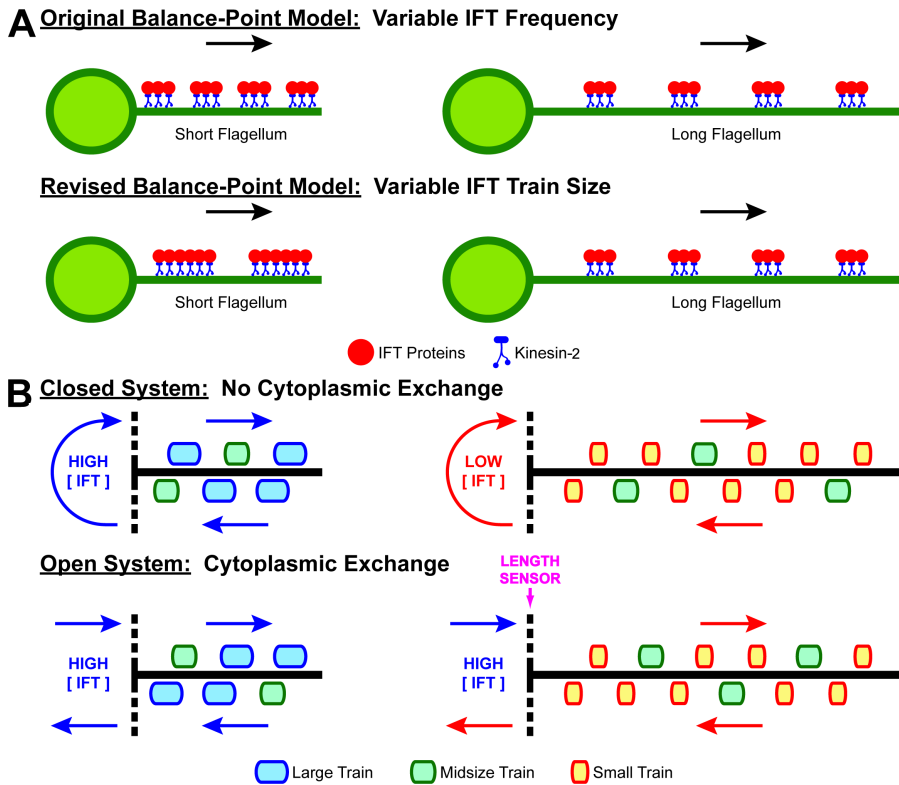 A
Original Balance-Point Model: Variable IFT Frequency
Short Flagellum
Long Flagellum
Revised Balance-Point Model: Variable IFT Train Size
Short Flagellum
Long Flagellum
IFT Proteins
Kinesin-2
B
Closed System: No Cytoplasmic Exchange
HIGH
[ IFT ]
LOW
[ IFT ]
Open System: Cytoplasmic Exchange
LENGTH
SENSOR
HIGH
[ IFT ]
HIGH
[ IFT ]
Large Train
Midsize Train
Small Train